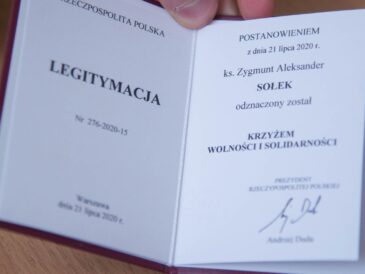 RZECZPOSPOLITA POLSKA
LEGITYMACJA
Nr 276-2020-15
Warszawa
dnia 21 lipca 2020 r.
POSTANOWIENIEM
z dnia 21 lipca 2020 r.
ks. Zygmunt Aleksander
SOŁEK
odznaczony został
KRZYŻEM
WOLNOŚCI I SOLIDARNOŚCI
PREZYDENT
RZECZYPOSPOLITEJ POLSKIEJ
Andrzej Duda